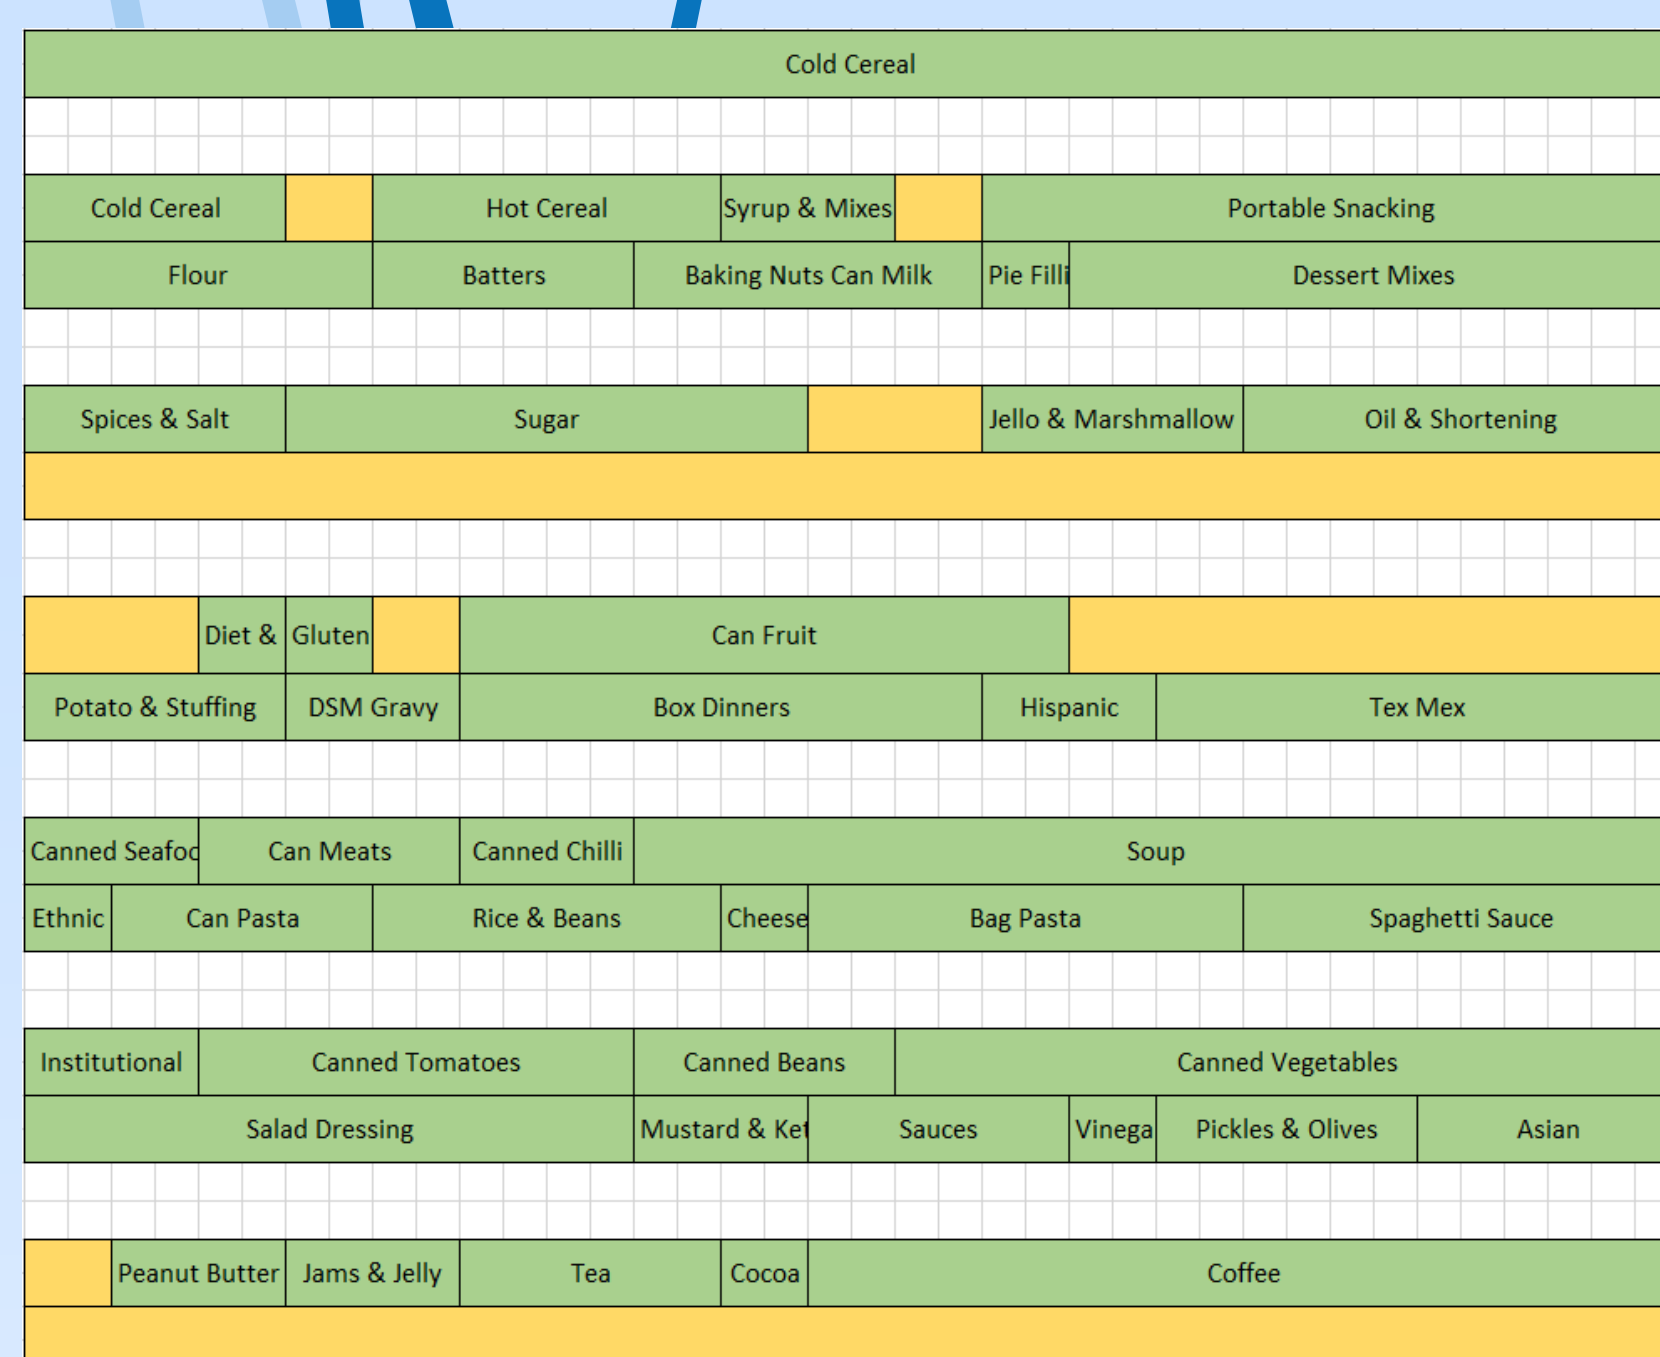 Cold Cereal
Cold Cereal Hot Cereal Syrup & Mixes Portable Snacking
Flour Batters Baking Nuts Can Milk Pie Filli Dessert Mixes
Spices & Salt Sugar Jello & Marshmallow Oil & Shortening
Diet & Gluten Can Fruit
Potato & Stuffing DSM Gravy Box Dinners Hispanic Tex Mex
Canned Seafoo Can Meats Canned Chilli Soup
Ethnic Can Pasta Rice & Beans Cheese Bag Pasta Spaghetti Sauce
Institutional Canned Tomatoes Canned Beans Canned Vegetables
Salad Dressing Mustard & Ket Sauces Vinega Pickles & Olives Asian
Peanut Butter Jams & Jelly Tea Cocoa Coffee